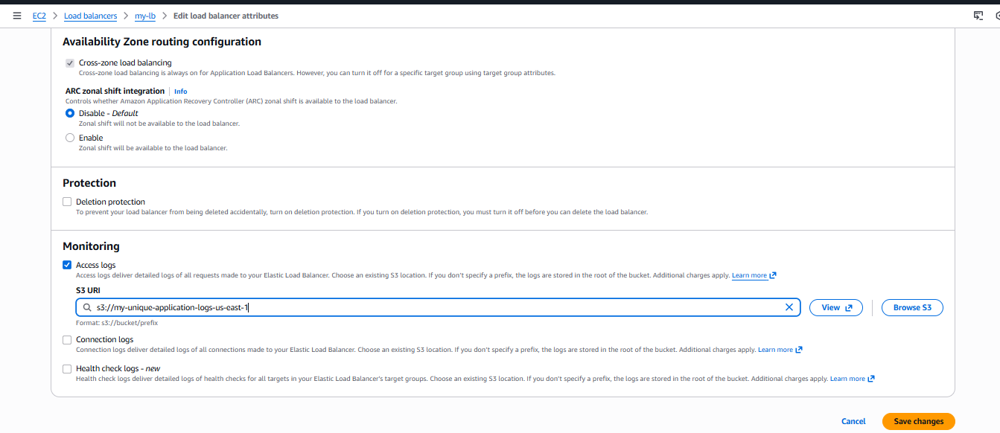 EC2 > Load balancers > my-lb > Edit load balancer attributes
Availability Zone routing configuration
Cross-zone load balancing
Cross-zone load balancing is always on for Application Load Balancers. However, you can turn it off for a specific target group using target group attributes.
ARC zonal shift integration | Info
Controls whether Amazon Application Recovery Controller (ARC) zonal shift is available to the load balancer.
Disable - Default
Zonal shift will not be available to the load balancer.
Enable
Zonal shift will be available to the load balancer.
Protection
Deletion protection
To prevent your load balancer from being deleted accidentally, turn on deletion protection. If you turn on deletion protection, you must turn it off before you can delete the load balancer.
Monitoring
Access logs
Access logs deliver detailed logs of all requests made to your Elastic Load Balancer. Choose an existing S3 location. If you don't specify a prefix, the logs are stored in the root of the bucket. Additional charges apply. Learn more
S3 URI
s3://my-unique-application-logs-us-east-1
View
Browse S3
Format: s3://bucket/prefix
Connection logs
Connection logs deliver detailed logs of all connections made to your Elastic Load Balancer. Choose an existing S3 location. If you don't specify a prefix, the logs are stored in the root of the bucket. Additional charges apply. Learn more
Health check logs - new
Health check logs deliver detailed logs of health checks for all targets in your Elastic Load Balancer's target groups. Choose an existing S3 location. If you don't specify a prefix, the logs are stored in the root of the bucket. Additional charges apply. Learn more
Cancel
Save changes